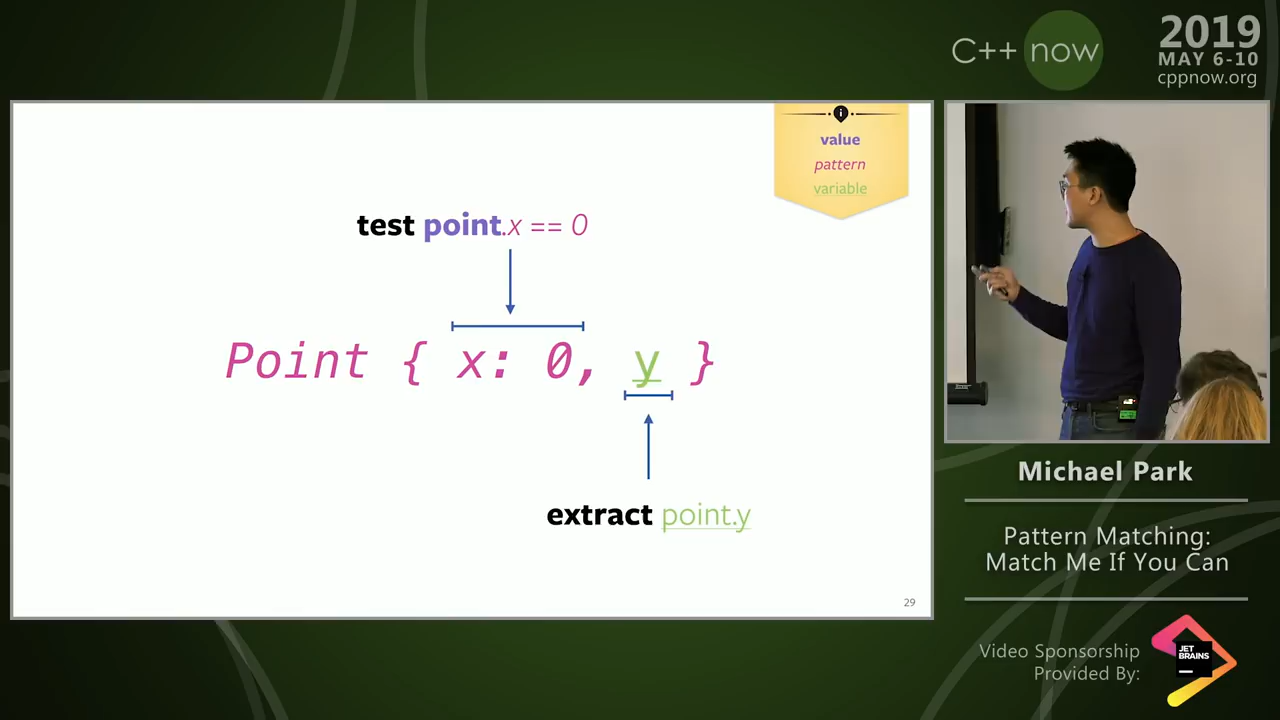 C++ now
2019
MAY 6-10
cppnow.org
i
value
pattern
variable
test point.x == 0
Point { x: 0, y }
extract point.y
29
Michael Park
Pattern Matching:
Match Me If You Can
Video Sponsorship
Provided By:
JET
BRAINS